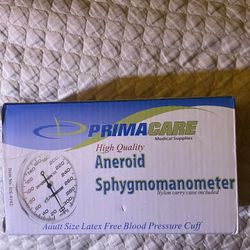 PRIMACARE
Medical Supplies
High Quality
Aneroid
Nylon carry case included
Sphygmomanometer
Adult Size Latex Free Blood Pressure Cuff